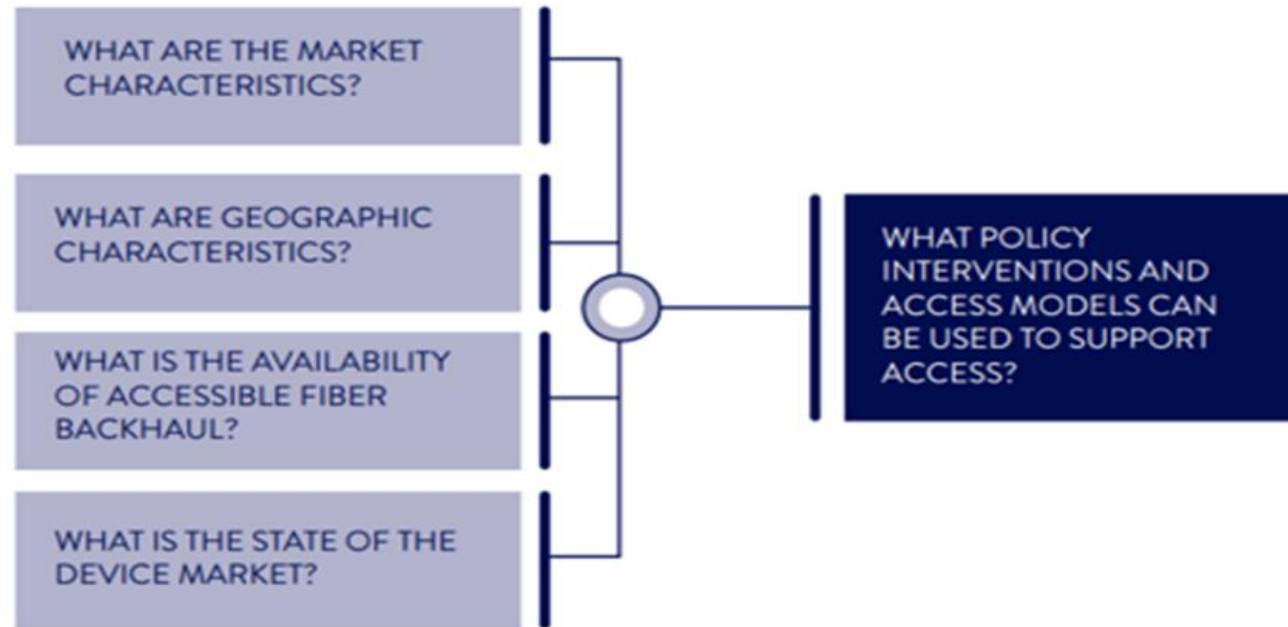 WHAT ARE THE MARKET
CHARACTERISTICS?
WHAT ARE GEOGRAPHIC
CHARACTERISTICS?
WHAT IS THE AVAILABILITY
OF ACCESSIBLE FIBER
BACKHAUL?
WHAT IS THE STATE OF THE
DEVICE MARKET?
WHAT POLICY
INTERVENTIONS AND
ACCESS MODELS CAN
BE USED TO SUPPORT
ACCESS?